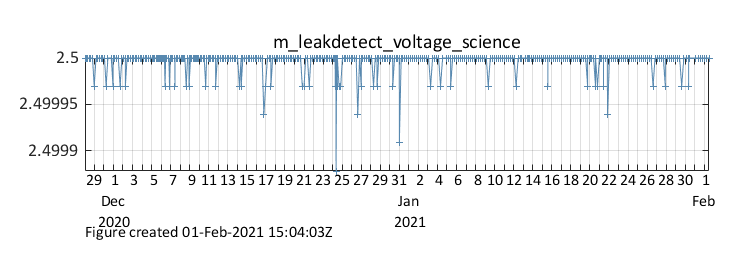 m_leakdetect_voltage_science
2.5
2.49995
2.4999
29 1 3 5 7 9 11 13 15 17 19 21 23 25 27 29 31 2 4 6 8 10 12 14 16 18 20 22 24 26 28 30 1
Dec Jan Feb
2020 2021
Figure created 01-Feb-2021 15:04:03Z